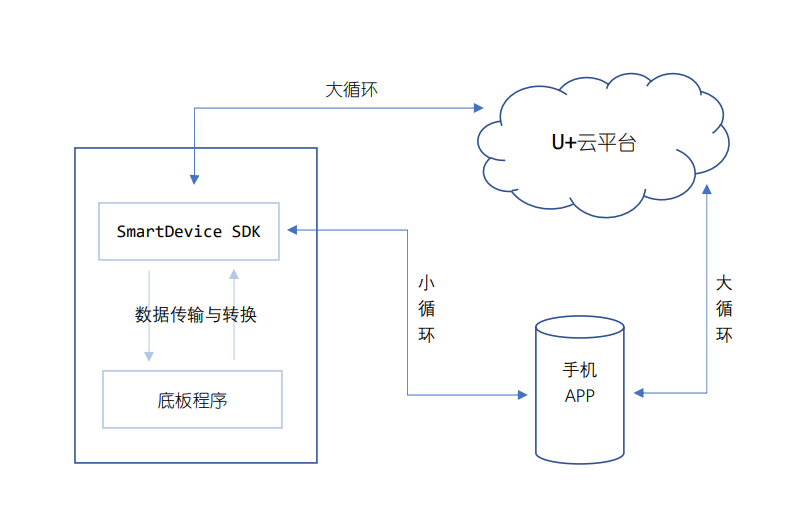 大循环
U+云平台
SmartDevice SDK
小
循
环
大
循
环
数据传输与转换
手机
APP
底板程序